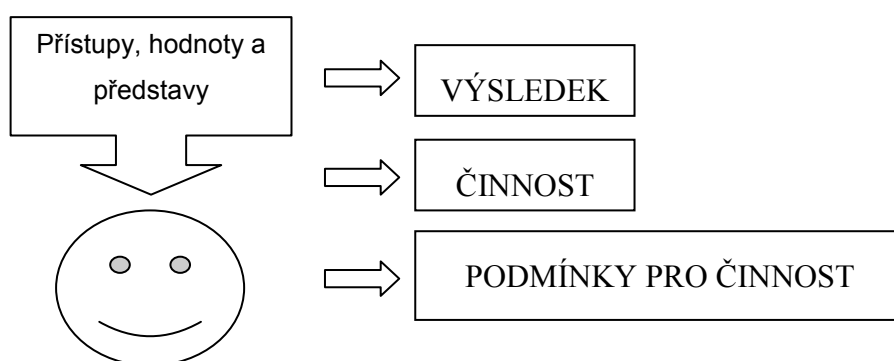 Přístupy, hodnoty a
představy
VÝSLEDEK
ČINNOST
PODMÍNKY PRO ČINNOST